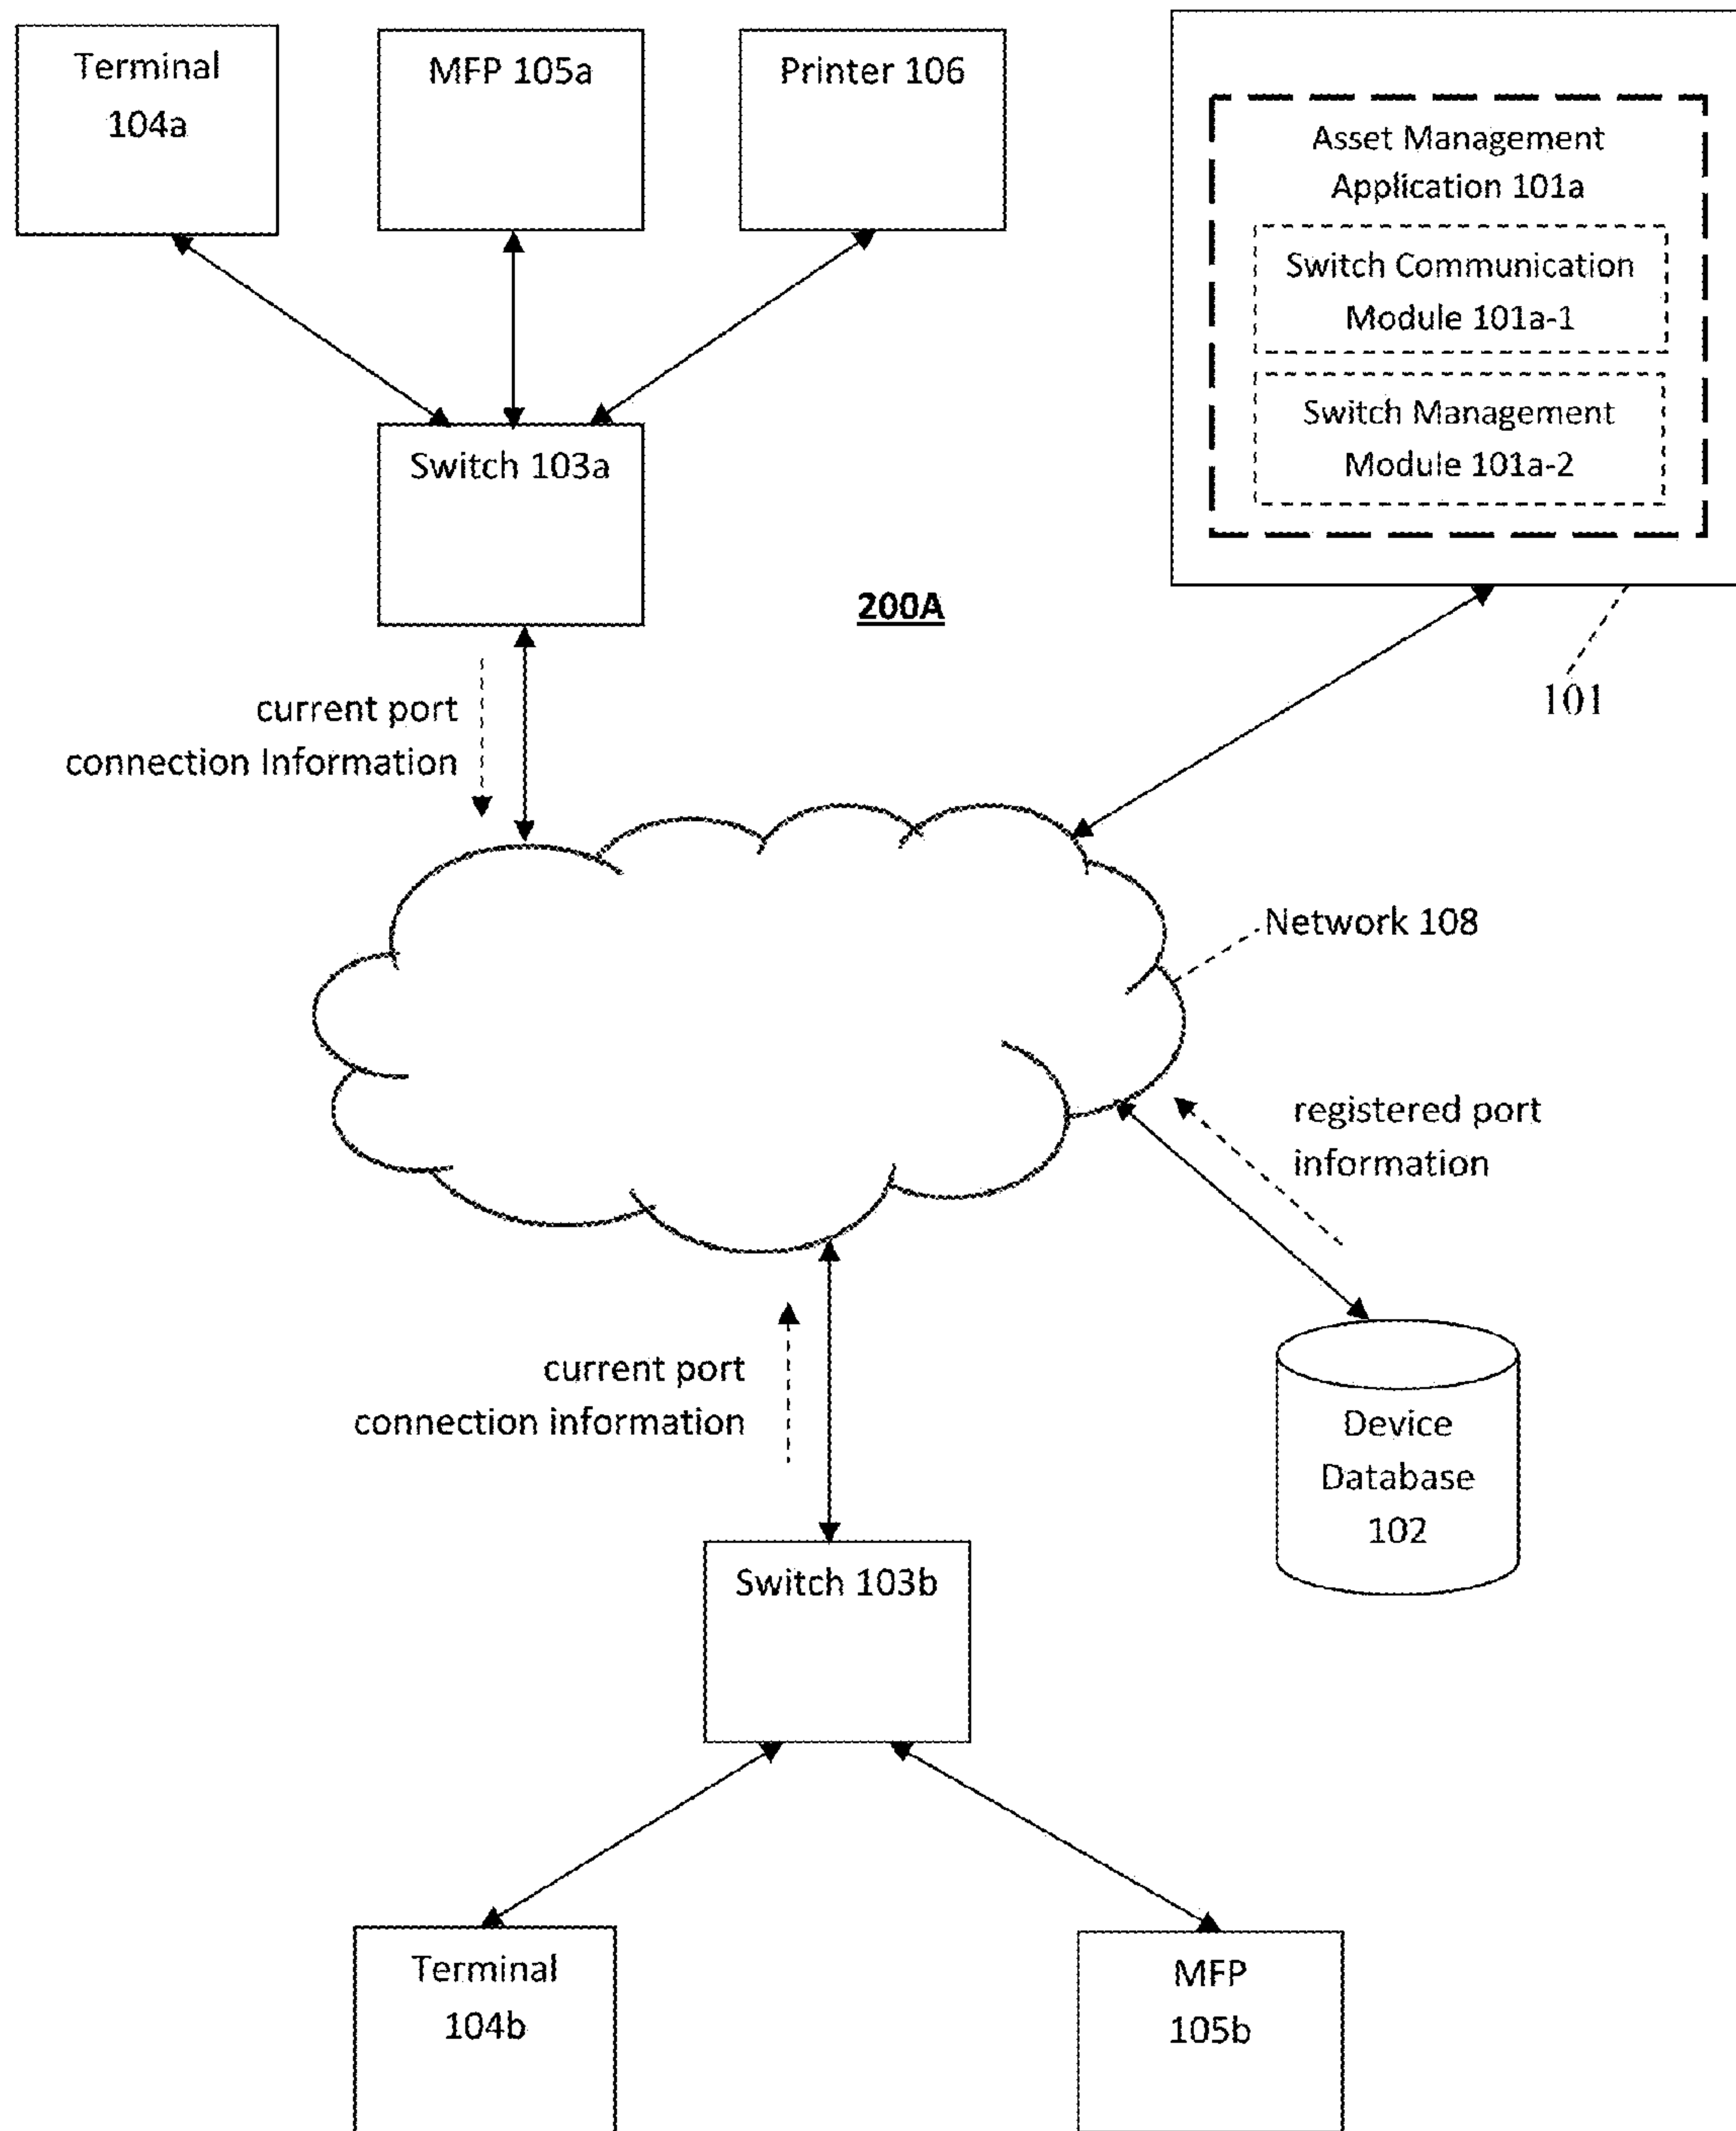 Terminal
104a
MFP 105a
Printer 106
Asset Management
Application 101a
Switch Communication
Module 101a-1
Switch Management
Module 101a-2
Switch 103a
200A
101
current port
connection Information
Network 108
registered port
information
current port
connection information
Device
Database
102
Switch 103b
Terminal
104b
MFP
105b